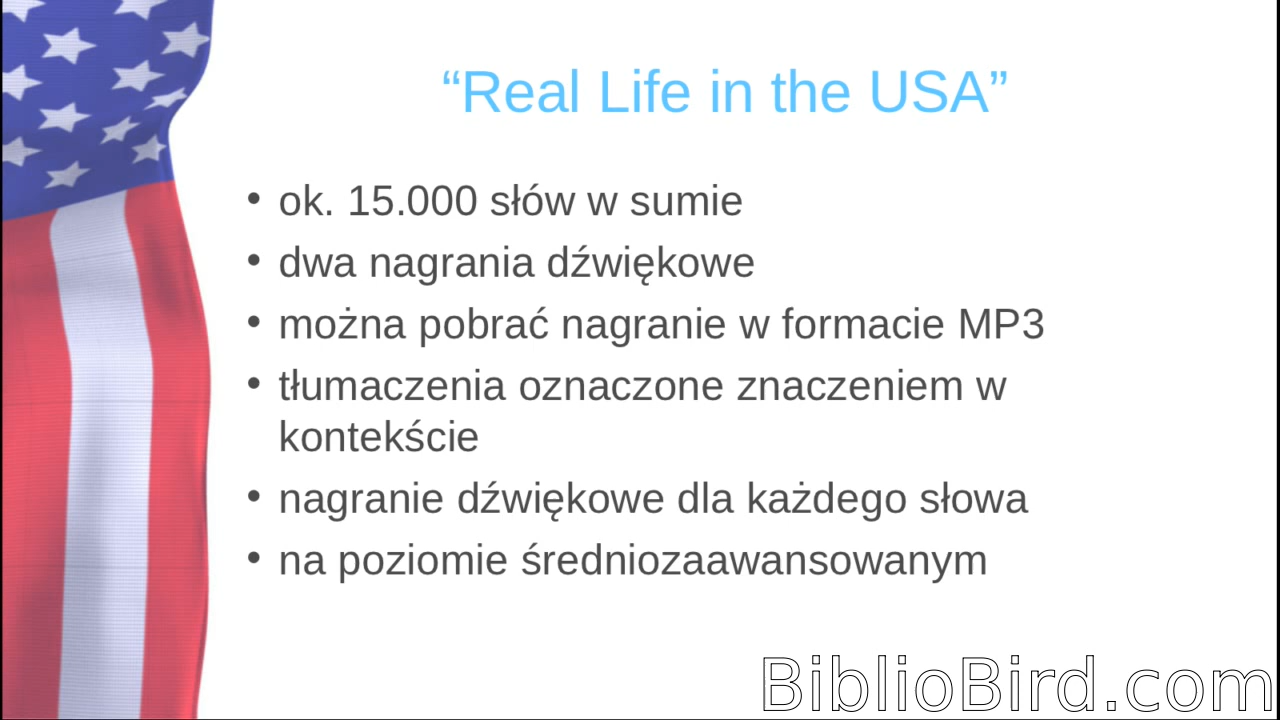 “Real Life in the USA”
• ok. 15.000 słów w sumie
• dwa nagrania dźwiękowe
• można pobrać nagranie w formacie MP3
• tłumaczenia oznaczone znaczeniem w
kontekście
• nagranie dźwiękowe dla każdego słowa
• na poziomie średniozaawansowanym
BiblioBird.com